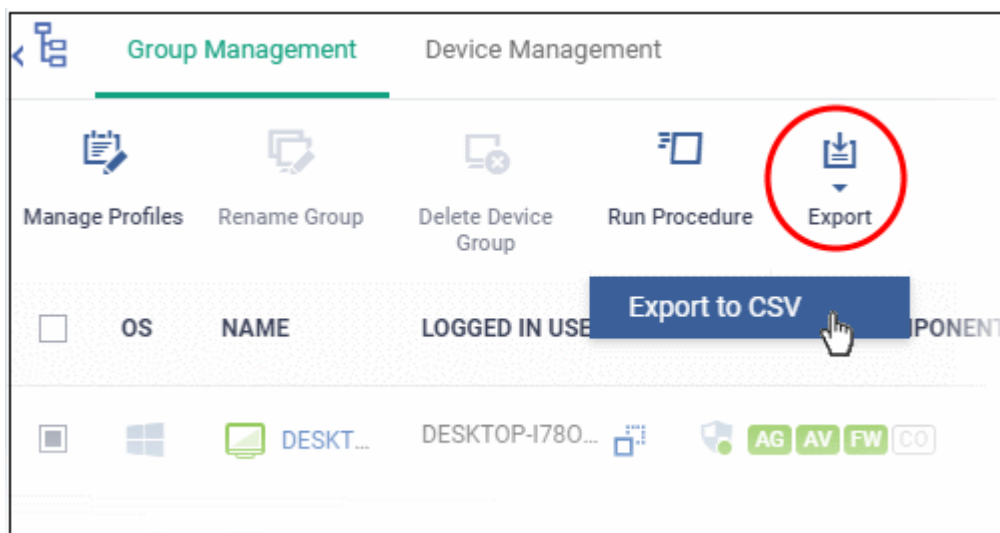 Group Management Device Management
Manage Profiles Rename Group Delete Device Group Run Procedure Export
Export to CSV
OS NAME LOGGED IN USE PONENT
DESKT... DESKTOP-I78O... AG AV FW CO